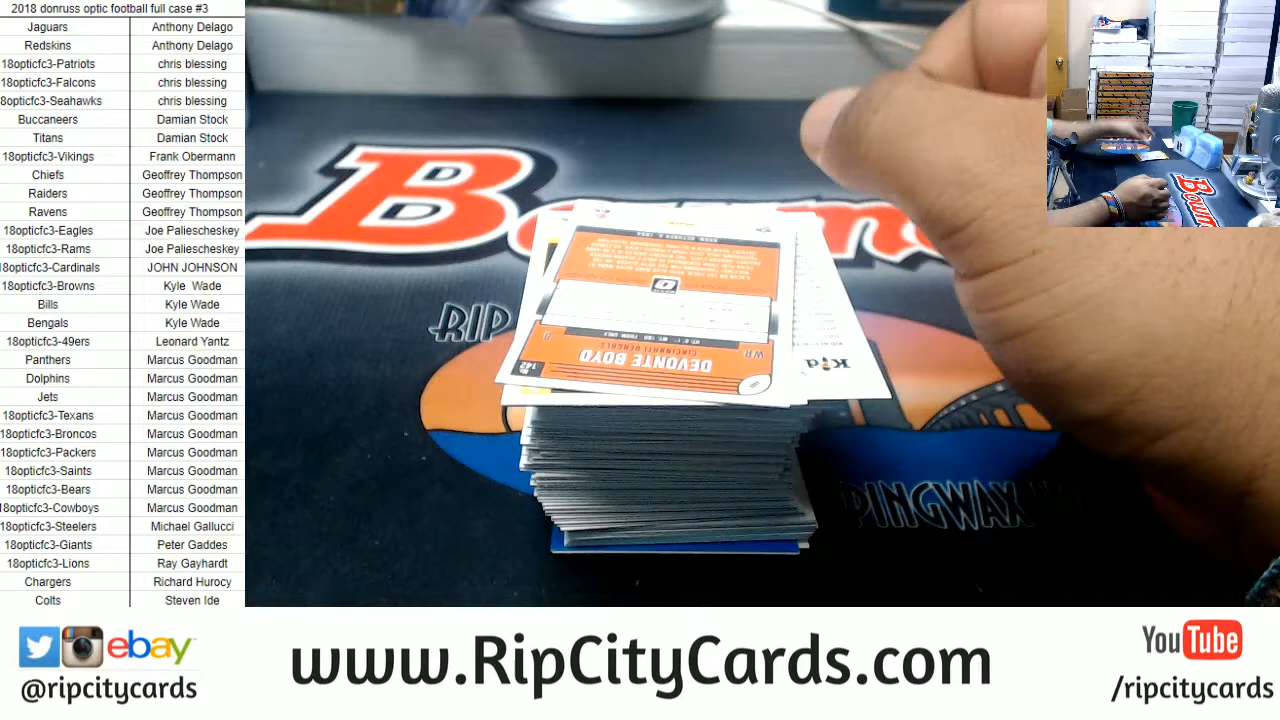 2018 donruss optic football full case #3
Jaguars Anthony Delago
Redskins Anthony Delago
18opticfc3-Patriots chris blessing
18opticfc3-Falcons chris blessing
8opticfc3-Seahawks chris blessing
Buccaneers Damian Stock
Titans Damian Stock
18opticfc3-Vikings Frank Obermann
Chiefs Geoffrey Thompson
Raiders Geoffrey Thompson
Ravens Geoffrey Thompson
18opticfc3-Eagles Joe Paliescheskey
18opticfc3-Rams Joe Paliescheskey
18opticfc3-Cardinals JOHN JOHNSON
18opticfc3-Browns Kyle Wade
Bills Kyle Wade
Bengals Kyle Wade
18opticfc3-49ers Leonard Yantz
Panthers Marcus Goodman
Dolphins Marcus Goodman
Jets Marcus Goodman
18opticfc3-Texans Marcus Goodman
18opticfc3-Broncos Marcus Goodman
18opticfc3-Packers Marcus Goodman
18opticfc3-Saints Marcus Goodman
18opticfc3-Bears Marcus Goodman
18opticfc3-Cowboys Marcus Goodman
18opticfc3-Steelers Michael Gallucci
18opticfc3-Giants Peter Gaddes
18opticfc3-Lions Ray Gayhardt
Chargers Richard Hurocy
Colts Steven Ide
RIP
PINGWAX
DEVONTE BOYD
CINCINNATI BENGALS
WR
No. 142
ebay
@ripcitycards
www.RipCityCards.com
YouTube
/ripcitycards